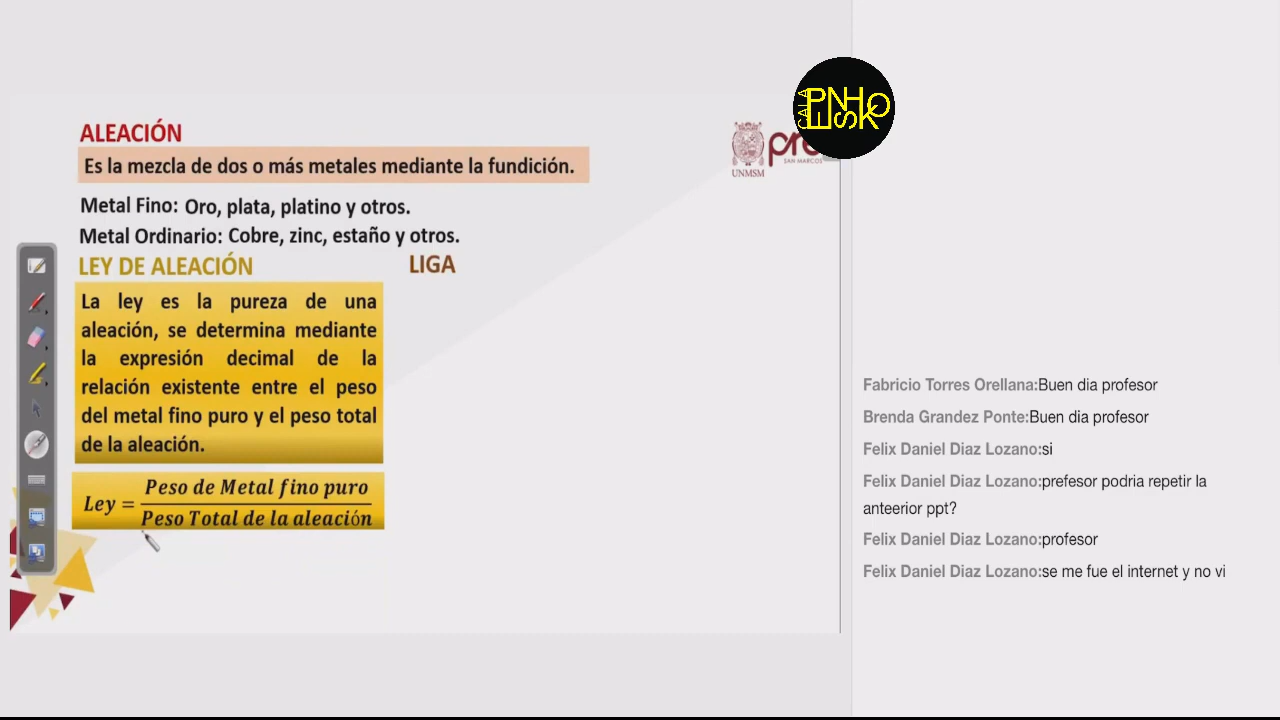 ALEACIÓN
Es la mezcla de dos o más metales mediante la fundición.
Metal Fino: Oro, plata, platino y otros.
Metal Ordinario: Cobre, zinc, estaño y otros.
LEY DE ALEACIÓN
LIGA
La ley es la pureza de una
aleación, se determina mediante
la expresión decimal de la
relación existente entre el peso
del metal fino puro y el peso total
de la aleación.
Ley = Peso de Metal fino puro
Peso Total de la aleación
SAN MARCOS
UNMSM
Fabricio Torres Orellana:Buen dia profesor
Brenda Grandez Ponte:Buen dia profesor
Felix Daniel Diaz Lozano:si
Felix Daniel Diaz Lozano:prefesor podria repetir la
anteerior ppt?
Felix Daniel Diaz Lozano:profesor
Felix Daniel Diaz Lozano:se me fue el internet y no vi